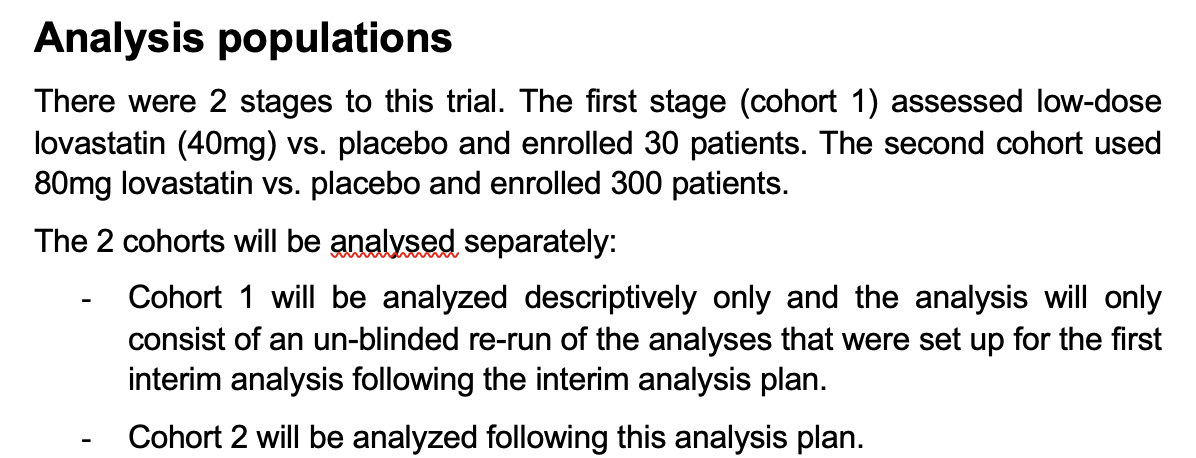 Analysis populations
There were 2 stages to this trial. The first stage (cohort 1) assessed low-dose
lovastatin (40mg) vs. placebo and enrolled 30 patients. The second cohort used
80mg lovastatin vs. placebo and enrolled 300 patients.
The 2 cohorts will be analysed separately:
- Cohort 1 will be analyzed descriptively only and the analysis will only
consist of an un-blinded re-run of the analyses that were set up for the first
interim analysis following the interim analysis plan.
- Cohort 2 will be analyzed following this analysis plan.